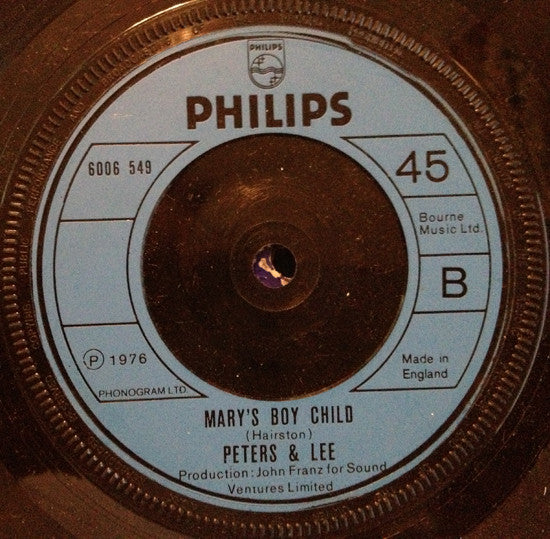 PHILIPS
PHILIPS
6006 549
45
Bourne
Music Ltd.
B
Ⓟ 1976
Made in
England
PHONOGRAM LTD.
MARY'S BOY CHILD
(Hairston)
PETERS & LEE
Production: John Franz for Sound
Ventures Limited